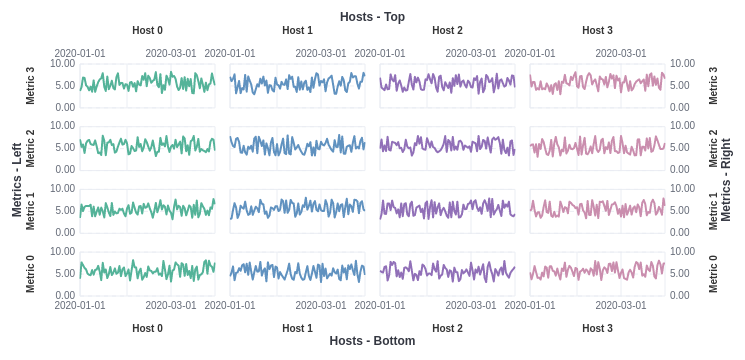 Hosts - Top
Host 0 Host 1 Host 2 Host 3
2020-01-01 2020-03-01 2020-01-01 2020-03-01 2020-01-01 2020-03-01 2020-01-01 2020-03-01
Metrics - Left
Metric 3 10.00 5.00 0.00 10.00 5.00 0.00 Metric 3
Metric 2 10.00 5.00 0.00 10.00 5.00 0.00 Metric 2
Metric 1 10.00 5.00 0.00 10.00 5.00 0.00 Metric 1
Metric 0 10.00 5.00 0.00 10.00 5.00 0.00 Metric 0
Metrics - Right
2020-01-01 2020-03-01 2020-01-01 2020-03-01 2020-01-01 2020-03-01 2020-01-01 2020-03-01
Host 0 Host 1 Host 2 Host 3
Hosts - Bottom